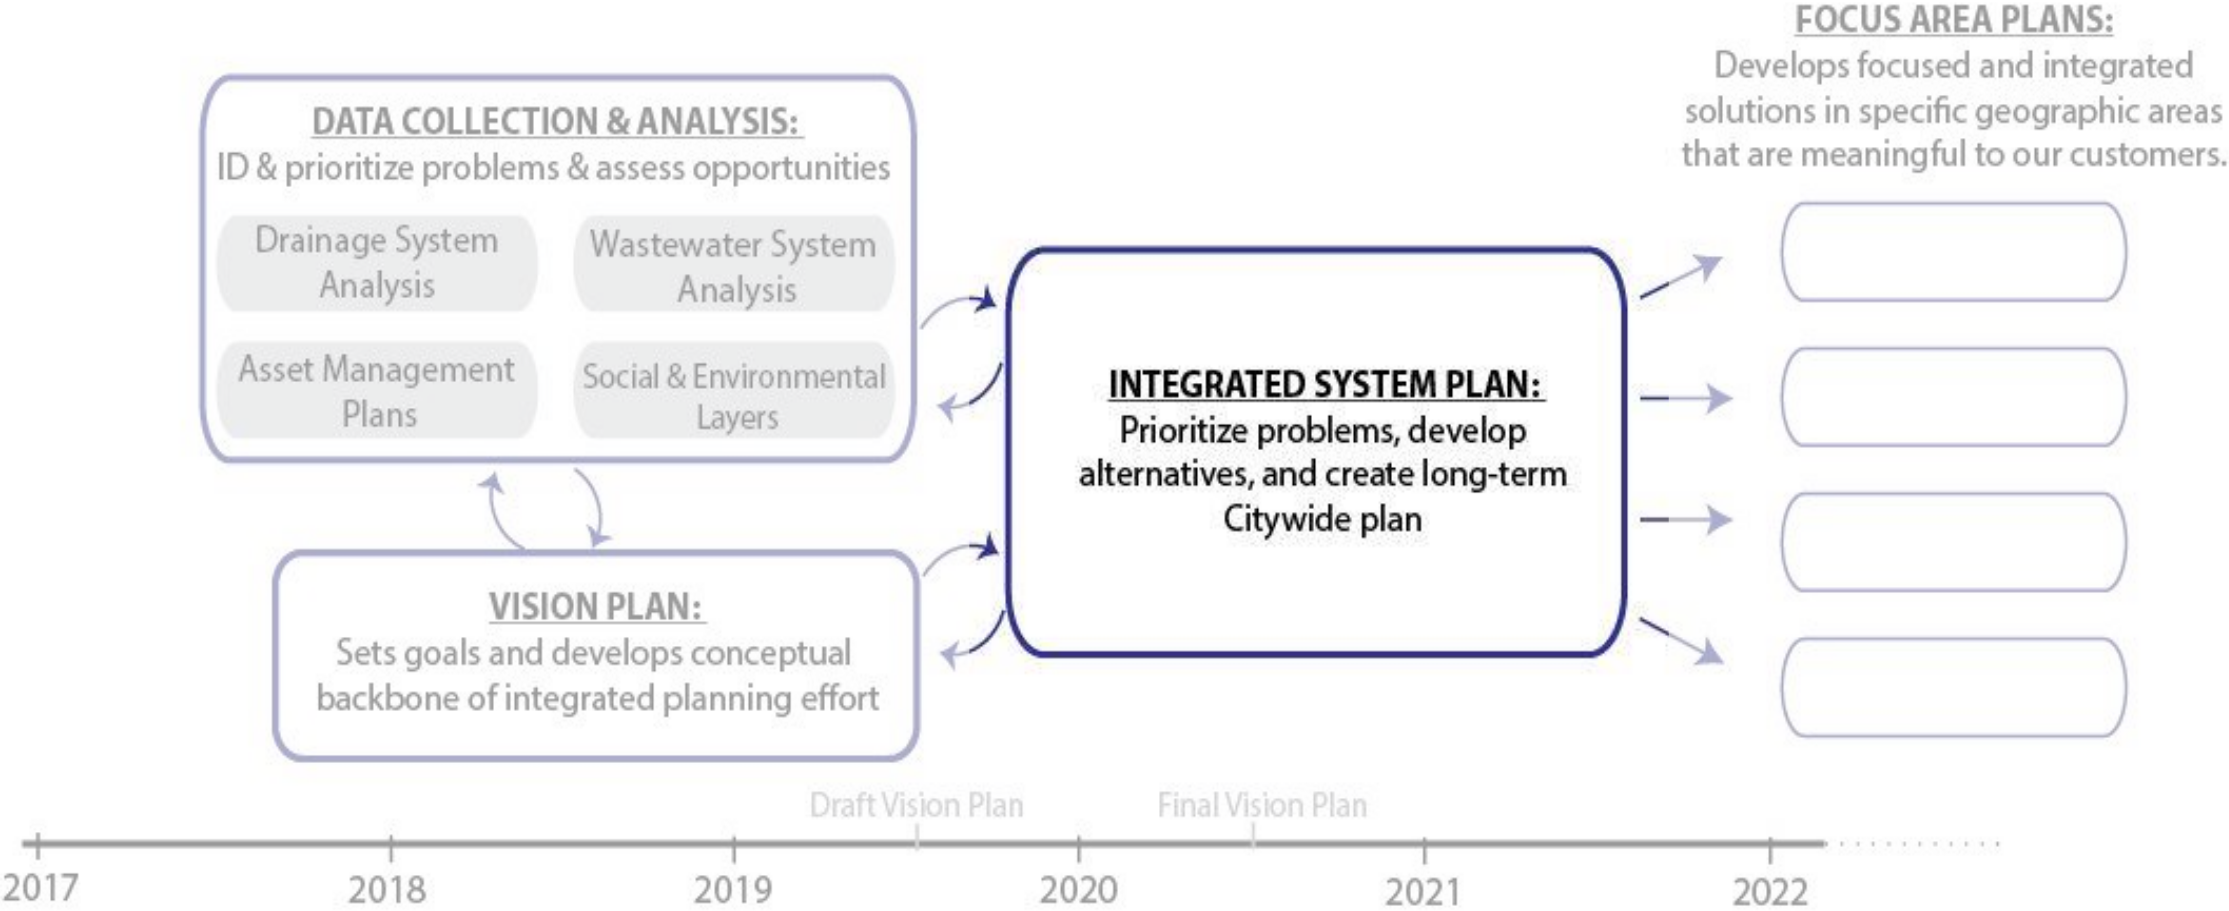 FOCUS AREA PLANS:
Develops focused and integrated
solutions in specific geographic areas
that are meaningful to our customers.
DATA COLLECTION & ANALYSIS:
ID & prioritize problems & assess opportunities
Drainage System
Analysis
Wastewater System
Analysis
Asset Management
Plans
Social & Environmental
Layers
INTEGRATED SYSTEM PLAN:
Prioritize problems, develop
alternatives, and create long-term
Citywide plan
VISION PLAN:
Sets goals and develops conceptual
backbone of integrated planning effort
Draft Vision Plan
Final Vision Plan
2017
2018
2019
2020
2021
2022